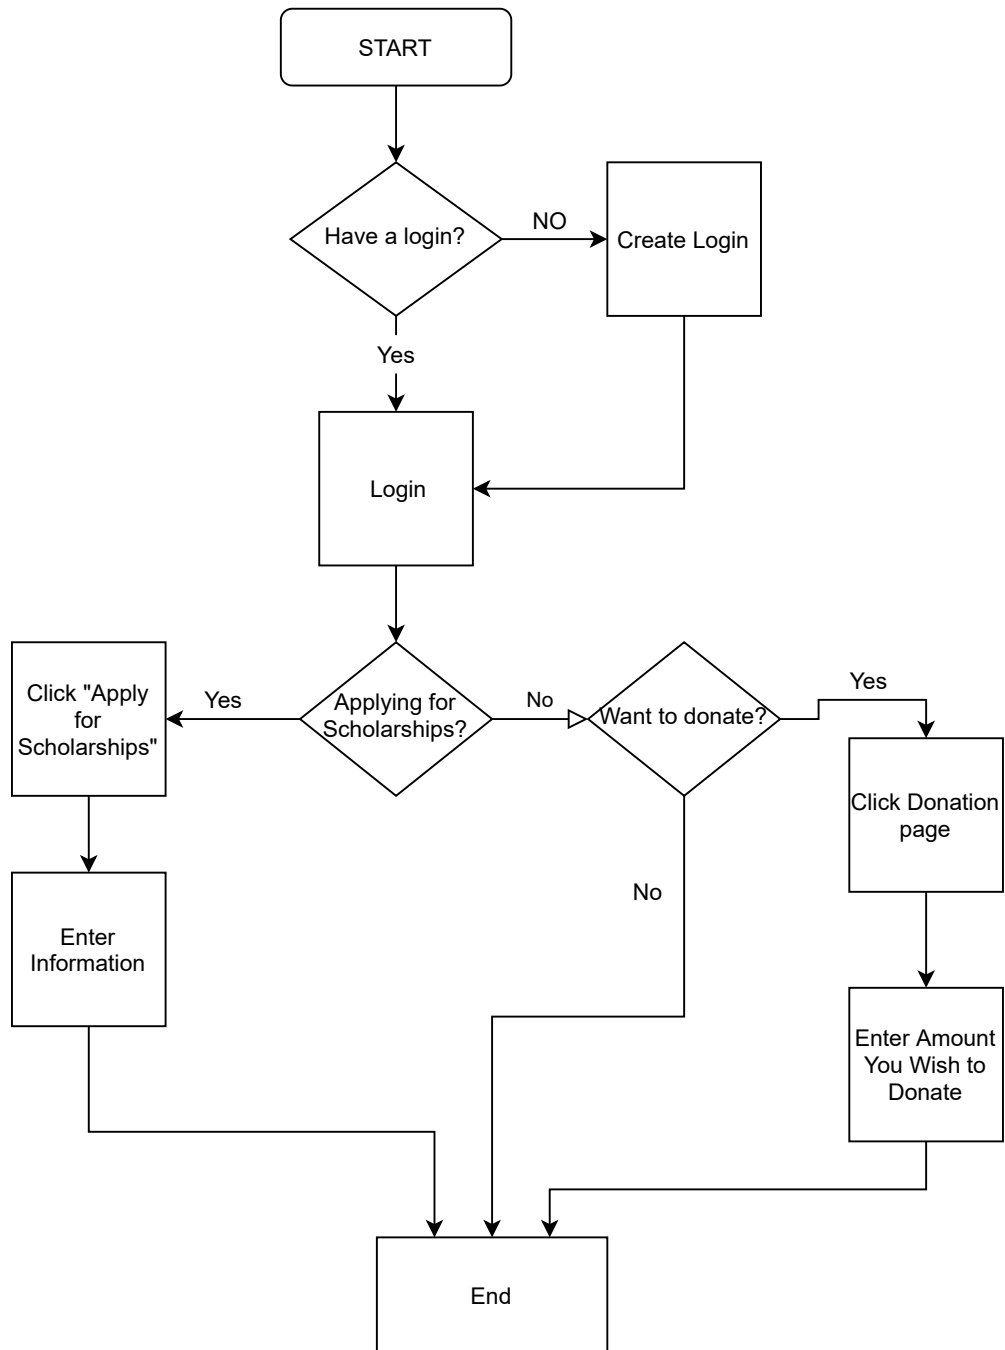 START
Have a login?
NO
Create Login
Yes
Login
Click "Apply
for
Scholarships"
Yes
Applying for
Scholarships?
No
Want to donate?
Yes
Click Donation
page
No
Enter
Information
Enter Amount
You Wish to
Donate
End